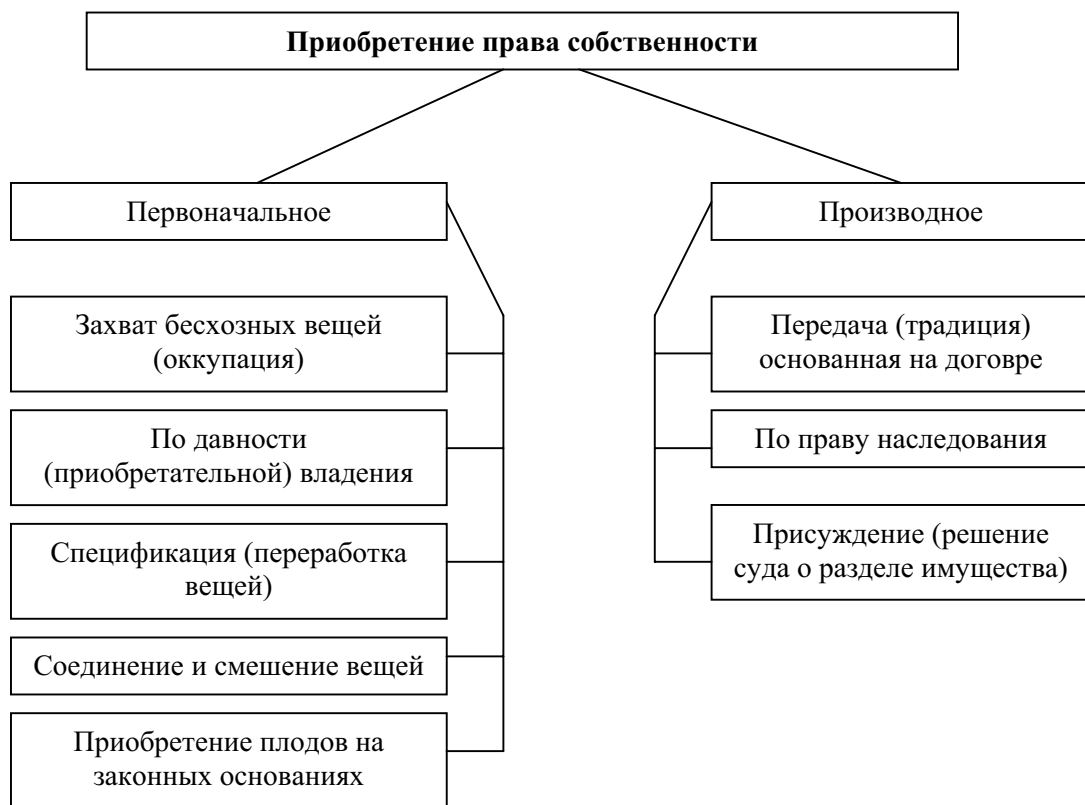 Приобретение права собственности
Первоначальное
Производное
Захват бесхозных вещей
(оккупация)
По давности
(приобретательной) владения
Спецификация (переработка
вещей)
Соединение и смешение вещей
Приобретение плодов на
законных основаниях
Передача (традиция)
основанная на договре
По праву наследования
Присуждение (решение
суда о разделе имущества)